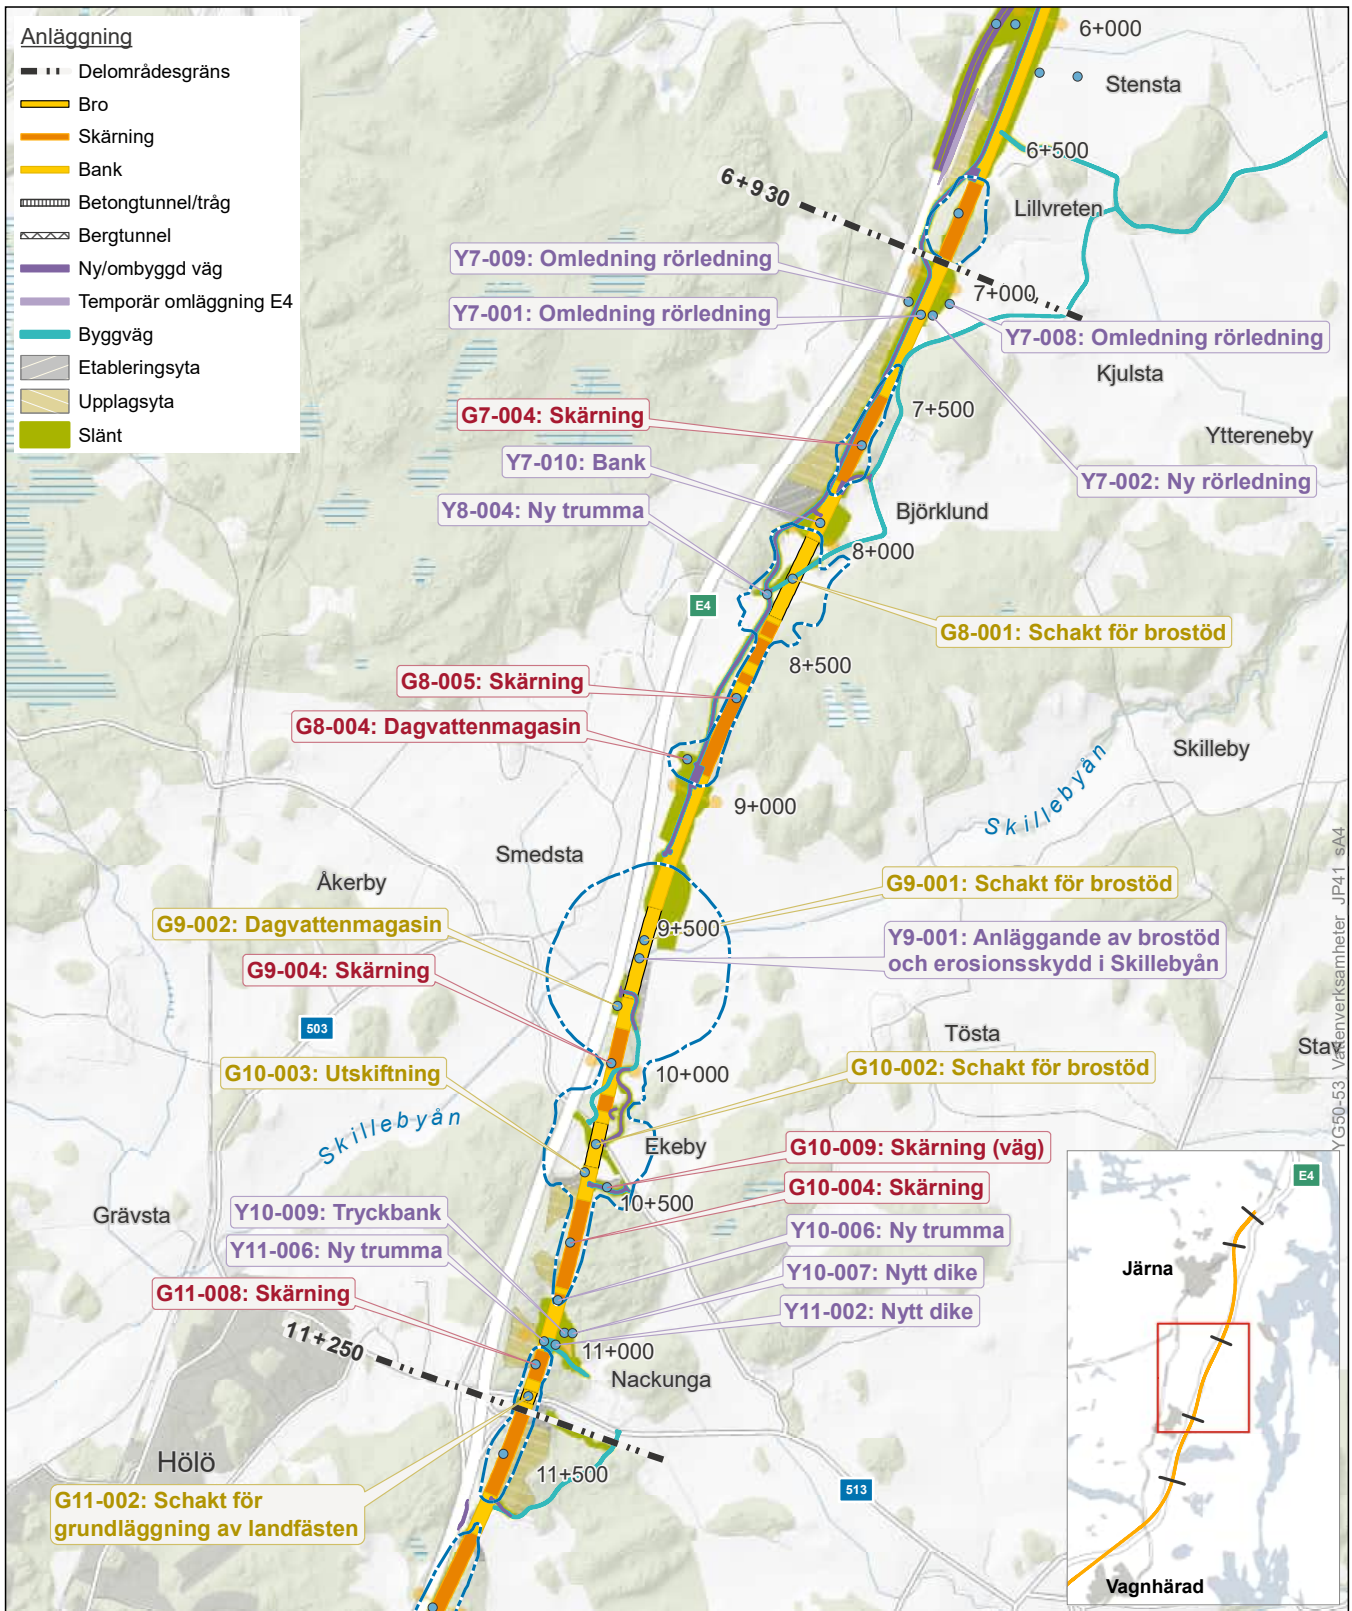 Anläggning
Delområdesgräns
Bro
Skärning
Bank
Betongtunnel/tråg
Bergtunnel
Ny/ombyggd väg
Temporär omläggning E4
Byggväg
Etableringsyta
Upplagsyta
Slänt
6+000
Stensta
6+500
6+930
Lillvreten
Y7-009: Omledning rörledning
7+000
Y7-001: Omledning rörledning
Y7-008: Omledning rörledning
Kjulsta
G7-004: Skärning
7+500
Yttereneby
Y7-010: Bank
Y7-002: Ny rörledning
Y8-004: Ny trumma
Björklund
8+000
E4
G8-001: Schakt för brostöd
8+500
G8-005: Skärning
G8-004: Dagvattenmagasin
Skilleby
Skillebyån
9+000
Smedsta
Åkerby
G9-001: Schakt för brostöd
G9-002: Dagvattenmagasin
9+500
Y9-001: Anläggande av brostöd
och erosionsskydd i Skillebyån
G9-004: Skärning
503
Tösta
Stav
G10-003: Utskiftning
10+000
G10-002: Schakt för brostöd
Skillebyån
Ekeby
G10-009: Skärning (väg)
G10-004: Skärning
10+500
Grävsta
Y10-009: Tryckbank
Y10-006: Ny trumma
Y11-006: Ny trumma
Y10-007: Nytt dike
G11-008: Skärning
Y11-002: Nytt dike
11+250
11+000
Nackunga
Hölö
11+500
513
G11-002: Schakt för
grundläggning av landfästen
E4
Järna
Vagnhärad
YG50-53 Vattenverksamheter JP41 sA4